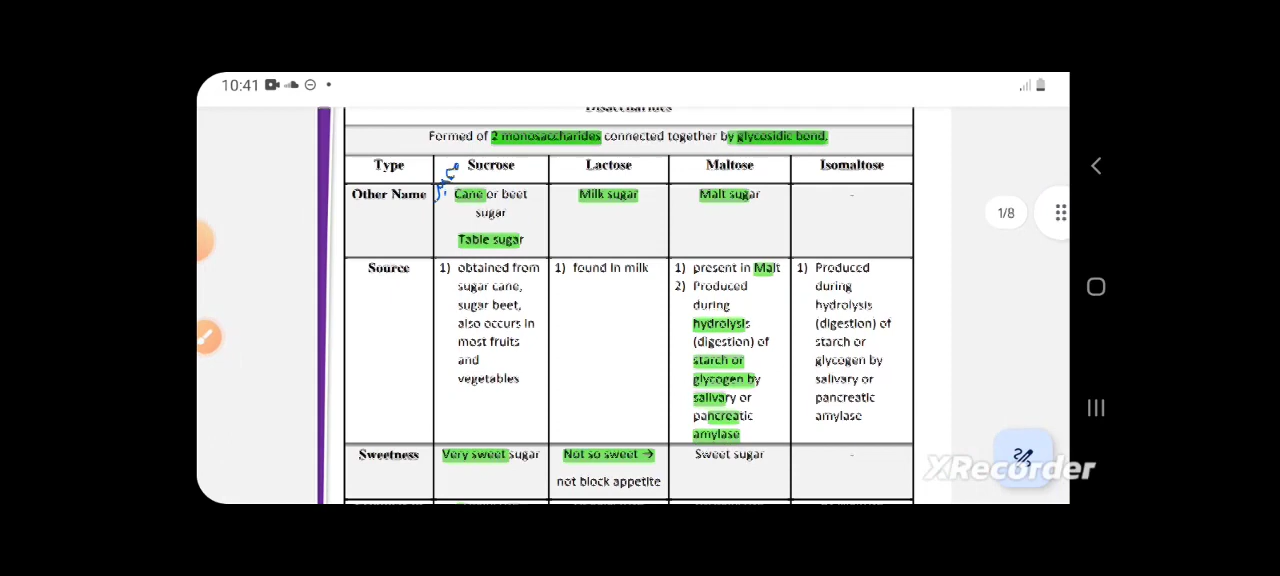 10:41
Disaccharides
Formed of 2 monosaccharides connected together by glycosidic bond.
Type Sucrose Lactose Maltose Isomaltose
Other Name
Cane or beet
sugar
Table sugar
Milk sugar
Malt sugar
-
Source
1) obtained from
sugar cane,
sugar beet,
also occurs in
most fruits
and
vegetables
1) found in milk
1) present in Malt
2) Produced
during
hydrolysis
(digestion) of
starch or
glycogen by
salivary or
pancreatic
amylase
1) Produced
during
hydrolysis
(digestion) of
starch or
glycogen by
salivary or
pancreatic
amylase
Sweetness
Very sweet sugar
Not so sweet →
not block appetite
Sweet sugar
-
1/8
XRecorder